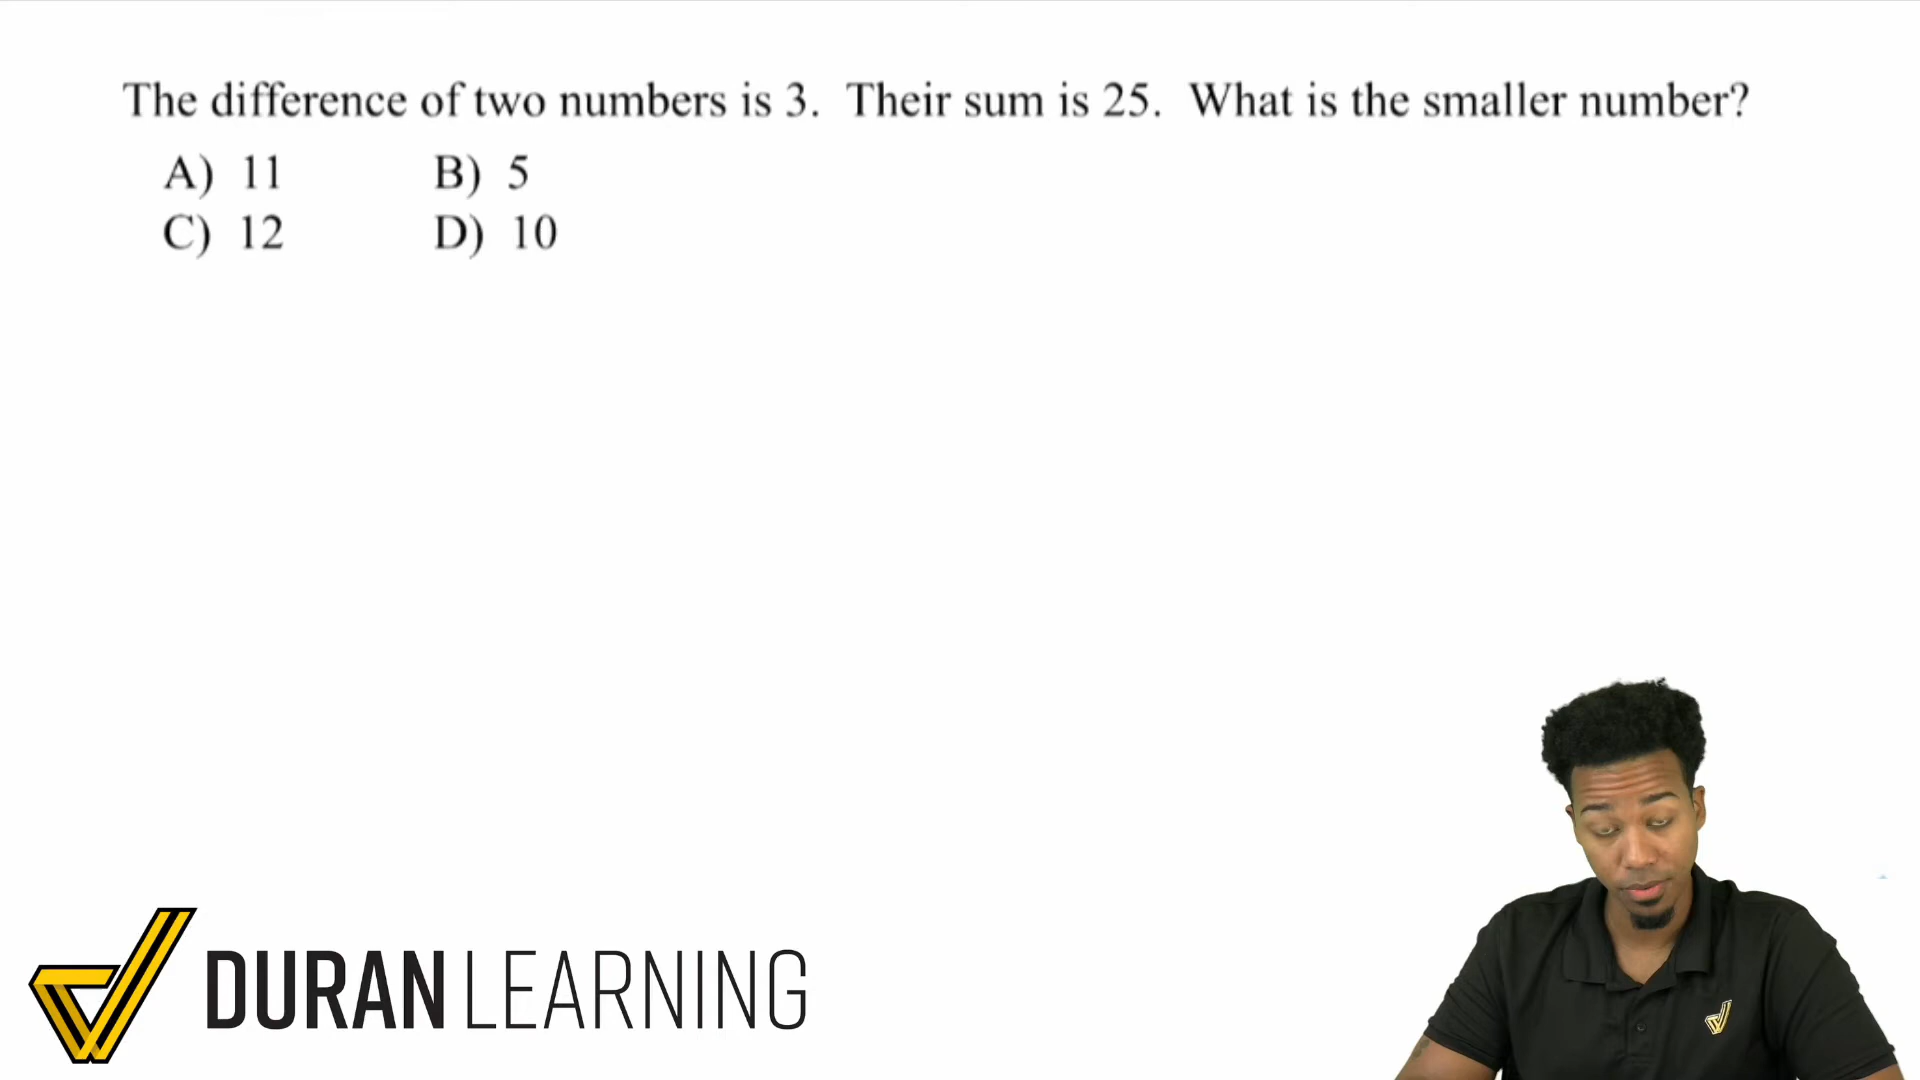 The difference of two numbers is 3. Their sum is 25. What is the smaller number?
A) 11 B) 5
C) 12 D) 10
DURAN LEARNING